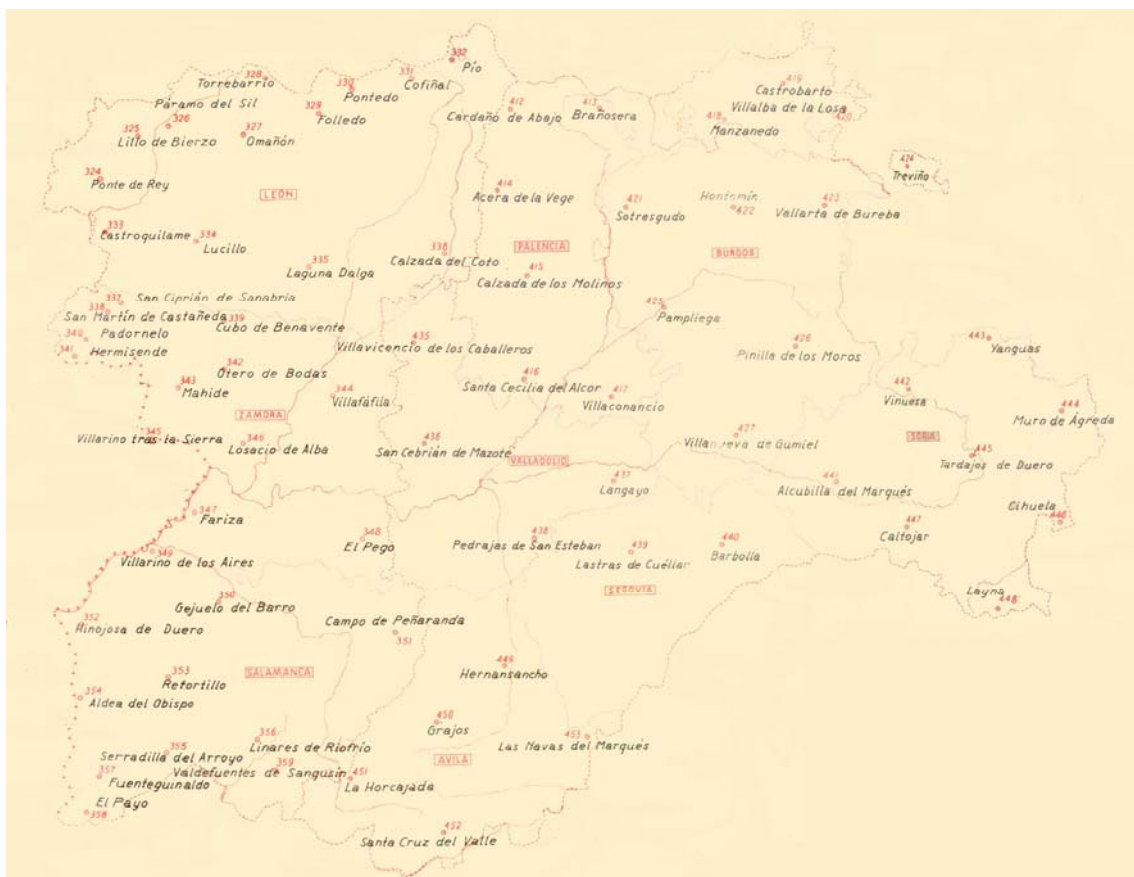 332
Pío
328
Torrebarrio
330
Pontedo
331
Cofiñal
419
Castrobarto
Páramo del Sil
326
329
Folledo
412
Cardaño de Abajo
413
Brañosera
Villalba de la Losa
420
418
Manzanedo
325
Lillo de Bierzo
327
Omañón
424
Treviño
324
Ponte de Rey
LEÓN
414
Acera de la Vege
421
Sotresgudo
Hontomín
422
423
Vallarta de Bureba
333
Castroquilame
334
Lucillo
335
Laguna Dalga
338
Calzada del Coto
PALENCIA
BURGOS
415
Calzada de los Molinos
337
San Ciprián de Sanabria
338
San Martín de Castañeda
339
Cubo de Benavente
425
Pampliega
340
Padornelo
341
Hermisende
435
Villavicencio de los Caballeros
426
Pinilla de los Moros
443
Yanguas
342
Otero de Bodas
343
Mahide
344
Villafáfila
416
Santa Cecilia del Alcor
417
Villaconancio
442
Vinuesa
444
Muro de Ágreda
ZAMORA
345
Villarino tras la Sierra
346
Losacio de Alba
436
San Cebrián de Mazote
VALLADOLID
427
Villanueva de Gumiel
SORIA
445
Tardajos de Duero
437
Langayo
441
Alcubilla del Marqués
Cihuela
446
347
Fariza
348
El Pego
438
Pedrajas de San Esteban
439
Lastras de Cuéllar
440
Barbolla
447
Caltojar
349
Villarino de los Aires
SEGOVIA
Layna
448
350
Gejuelo del Barro
352
Hinojosa de Duero
Campo de Peñaranda
351
353
Retortillo
SALAMANCA
449
Hernansancho
354
Aldea del Obispo
450
Grajos
453
Las Navas del Marqués
356
Linares de Riofrío
355
Serradilla del Arroyo
ÁVILA
359
Valdefuentes de Sangusín
357
Fuenteguinaldo
451
La Horcajada
El Payo
358
452
Santa Cruz del Valle